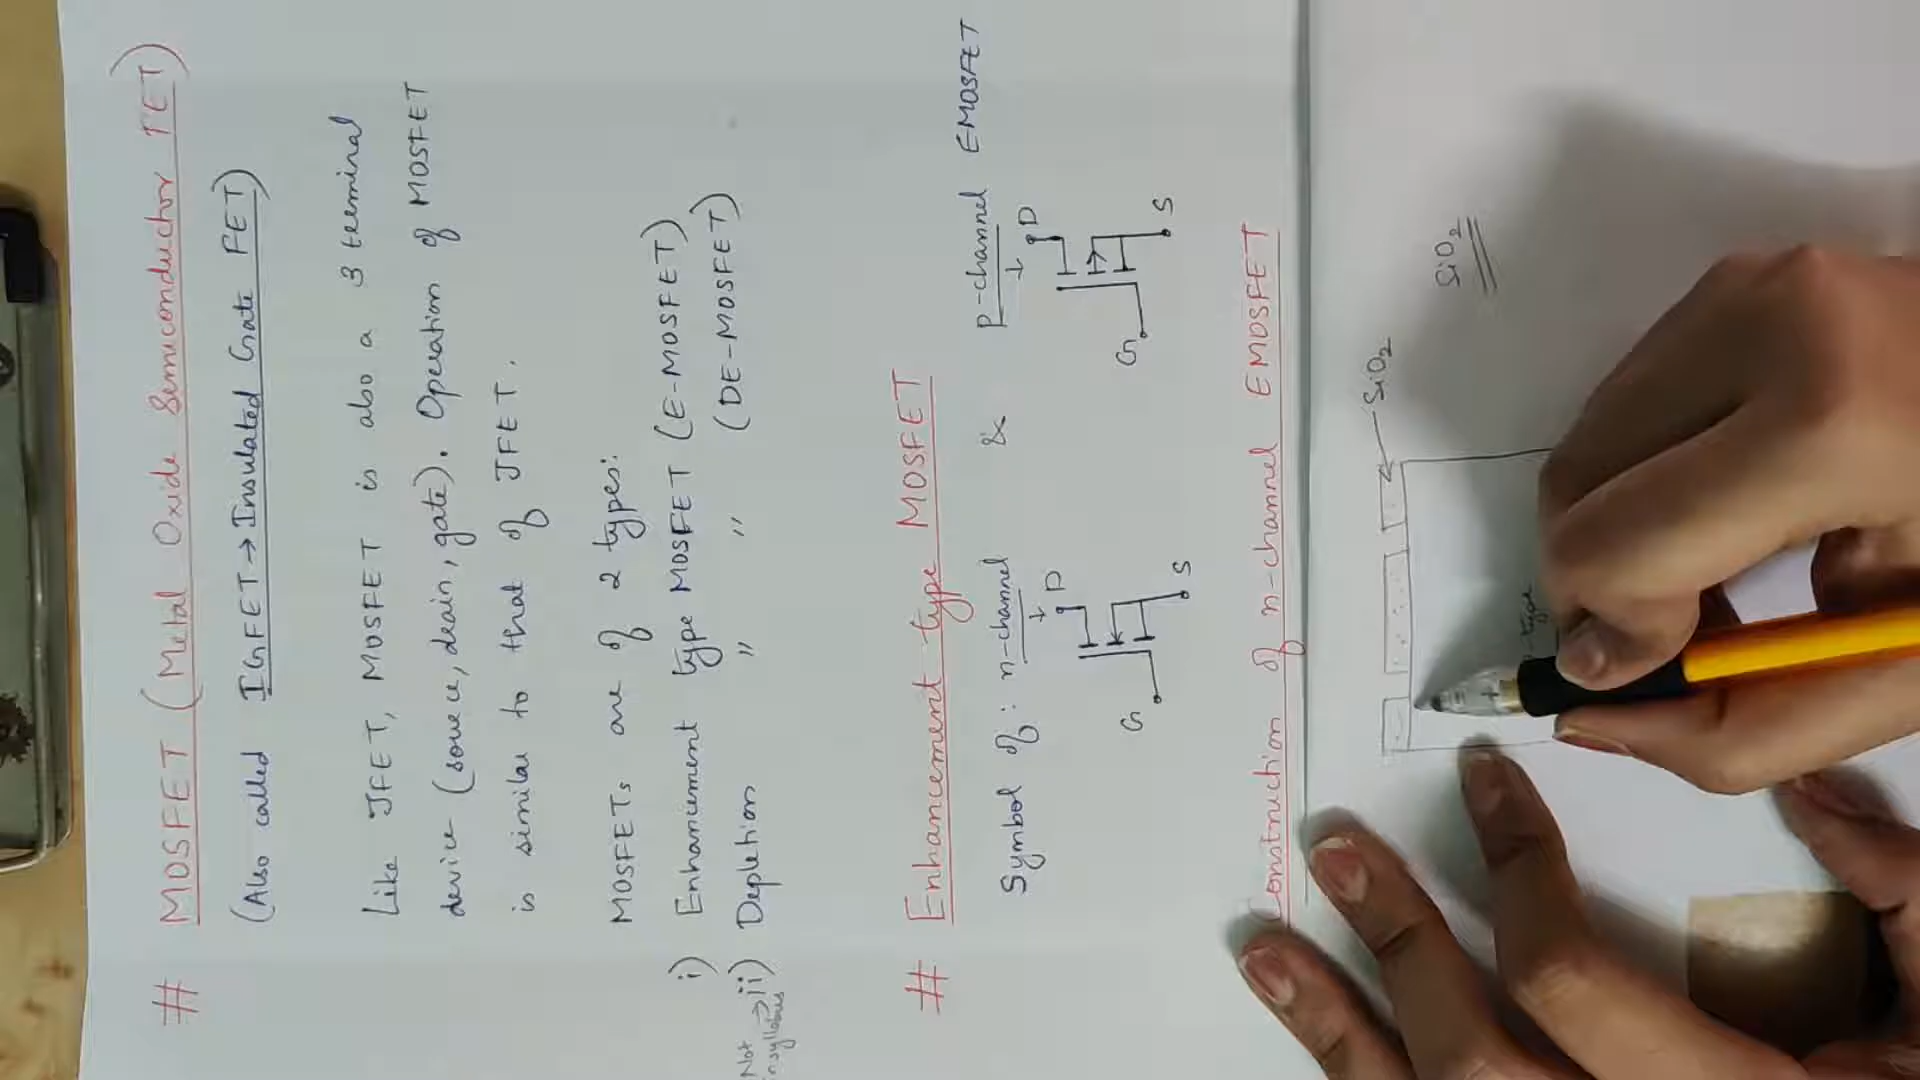 # MOSFET (Metal Oxide Semiconductor FET)
(Also called IGFET → Insulated Gate FET)
Like JFET, MOSFET is also a 3 terminal
device (source, drain, gate). Operation of MOSFET
is similar to that of JFET.
MOSFETs are of 2 types:
i) Enhancement type MOSFET (E-MOSFET)
Not in syllabus → ii) Depletion " " (DE-MOSFET)
# Enhancement type MOSFET
Symbol of: n-channel & p-channel EMOSFET
D
D
G
S
G
S
Construction of n-channel EMOSFET
SiO2
SiO2